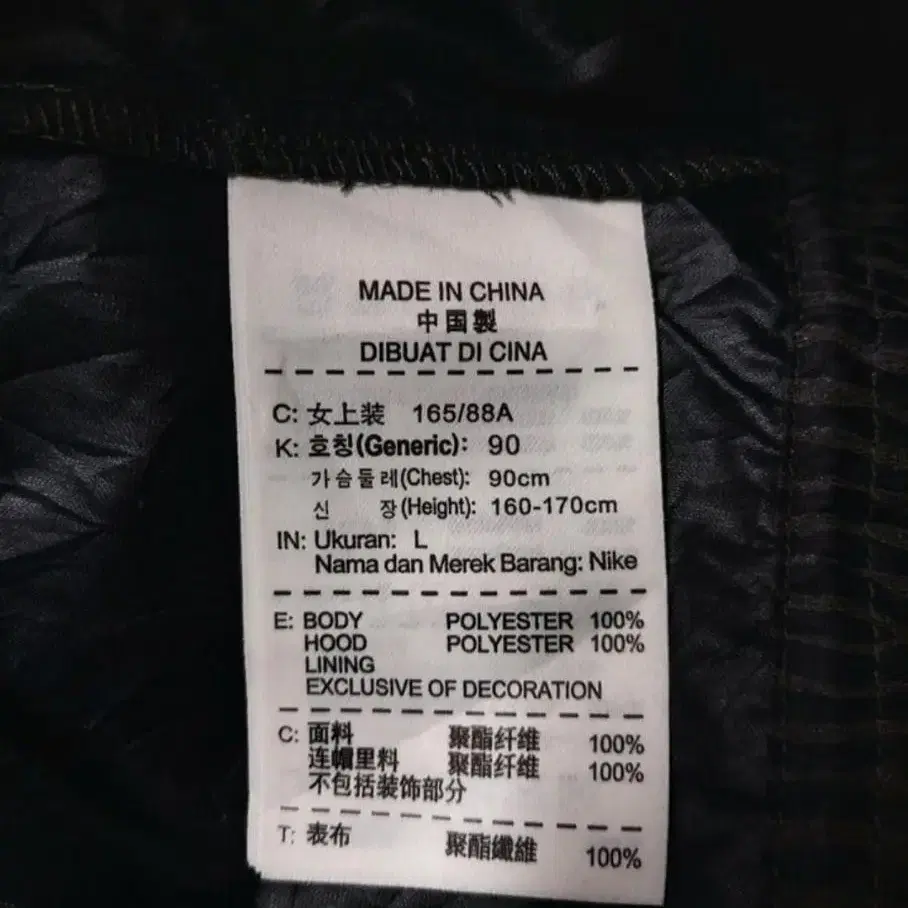 MADE IN CHINA
中国製
DIBUAT DI CINA
C: 女上装 165/88A
K: 호칭(Generic): 90
가슴둘레(Chest): 90cm
신 장(Height): 160-170cm
IN: Ukuran: L
Nama dan Merek Barang: Nike
E: BODY POLYESTER 100%
HOOD POLYESTER 100%
LINING
EXCLUSIVE OF DECORATION
C: 面料 聚酯纤维 100%
连帽里料 聚酯纤维 100%
不包括装饰部分
T: 表布 聚酯纖維 100%